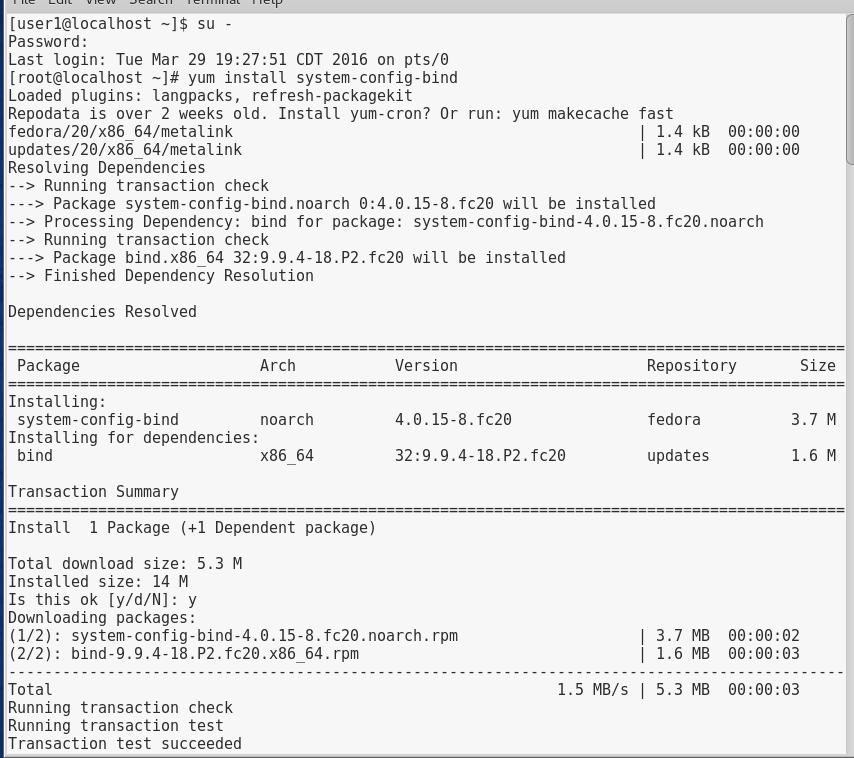 File Edit View Search Terminal Help
[user1@localhost ~]$ su -
Password:
Last login: Tue Mar 29 19:27:51 CDT 2016 on pts/0
[root@localhost ~]# yum install system-config-bind
Loaded plugins: langpacks, refresh-packagekit
Repodata is over 2 weeks old. Install yum-cron? Or run: yum makecache fast
fedora/20/x86_64/metalink | 1.4 kB 00:00:00
updates/20/x86_64/metalink | 1.4 kB 00:00:00
Resolving Dependencies
--> Running transaction check
---> Package system-config-bind.noarch 0:4.0.15-8.fc20 will be installed
--> Processing Dependency: bind for package: system-config-bind-4.0.15-8.fc20.noarch
--> Running transaction check
---> Package bind.x86_64 32:9.9.4-18.P2.fc20 will be installed
--> Finished Dependency Resolution
Dependencies Resolved
================================================================================
Package Arch Version Repository Size
================================================================================
Installing:
system-config-bind noarch 4.0.15-8.fc20 fedora 3.7 M
Installing for dependencies:
bind x86_64 32:9.9.4-18.P2.fc20 updates 1.6 M
Transaction Summary
================================================================================
Install 1 Package (+1 Dependent package)
Total download size: 5.3 M
Installed size: 14 M
Is this ok [y/d/N]: y
Downloading packages:
(1/2): system-config-bind-4.0.15-8.fc20.noarch.rpm | 3.7 MB 00:00:02
(2/2): bind-9.9.4-18.P2.fc20.x86_64.rpm | 1.6 MB 00:00:03
--------------------------------------------------------------------------------
Total 1.5 MB/s | 5.3 MB 00:00:03
Running transaction check
Running transaction test
Transaction test succeeded